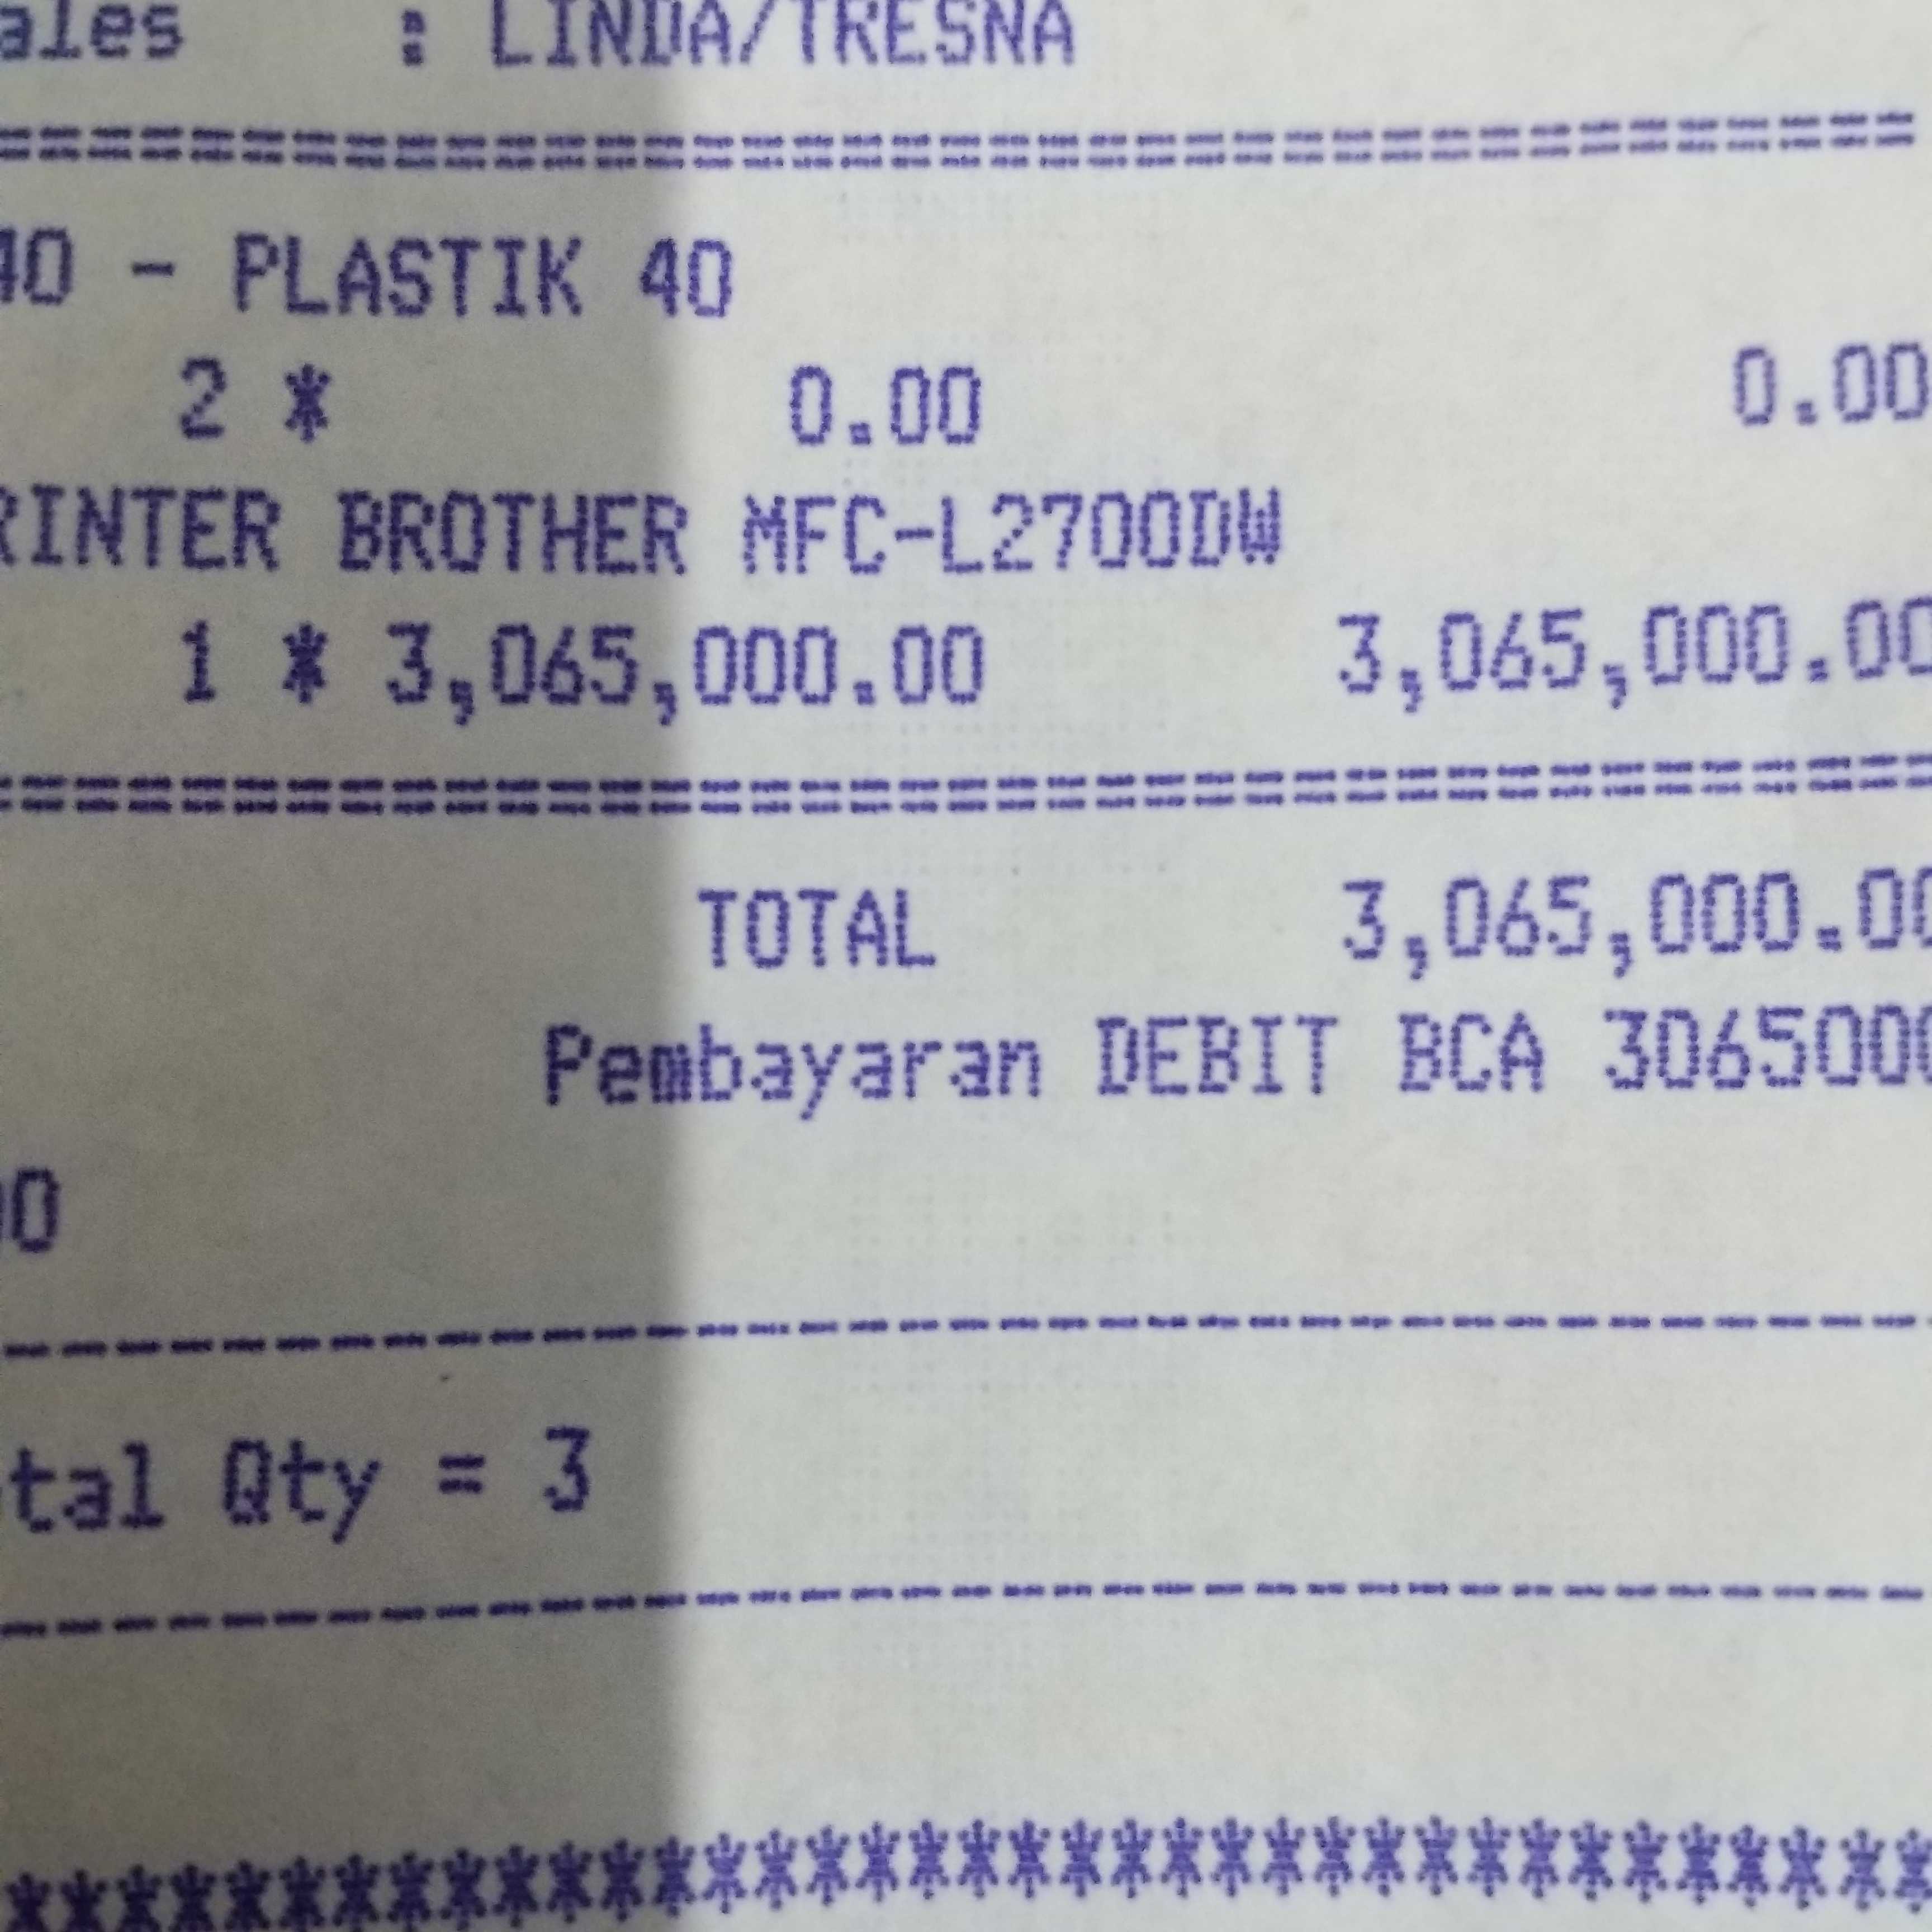 ales : LINDA/TRESNA
40 - PLASTIK 40
2 * 0.00 0.00
RINTER BROTHER MFC-L2700DW
1 * 3,065,000.00 3,065,000.00
TOTAL 3,065,000.00
Pembayaran DEBIT BCA 3065000
00
tal Qty = 3